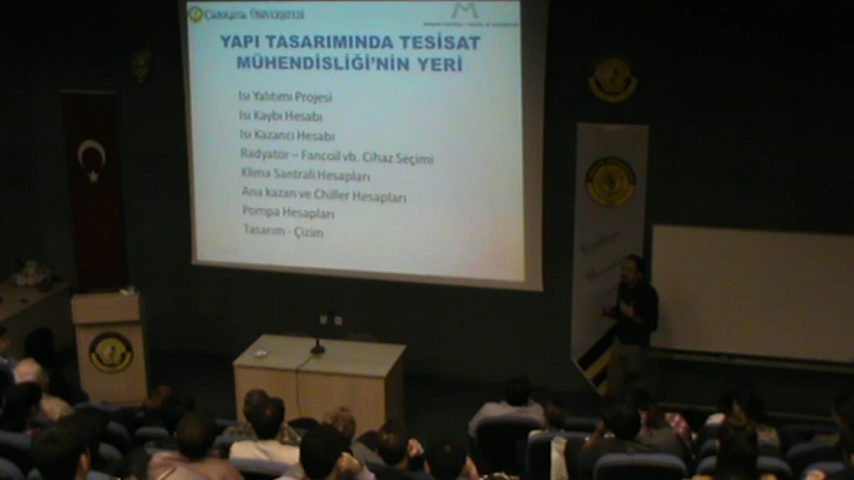 ÇANKAYA ÜNİVERSİTESİ
YAPI TASARIMINDA TESİSAT
MÜHENDİSLİĞİ'NİN YERİ
Isı Yalıtımı Projesi
Isı Kaybı Hesabı
Isı Kazancı Hesabı
Radyatör – Fancoil vb. Cihaz Seçimi
Klima Santrali Hesapları
Ana kazan ve Chiller Hesapları
Pompa Hesapları
Tasarım - Çizim